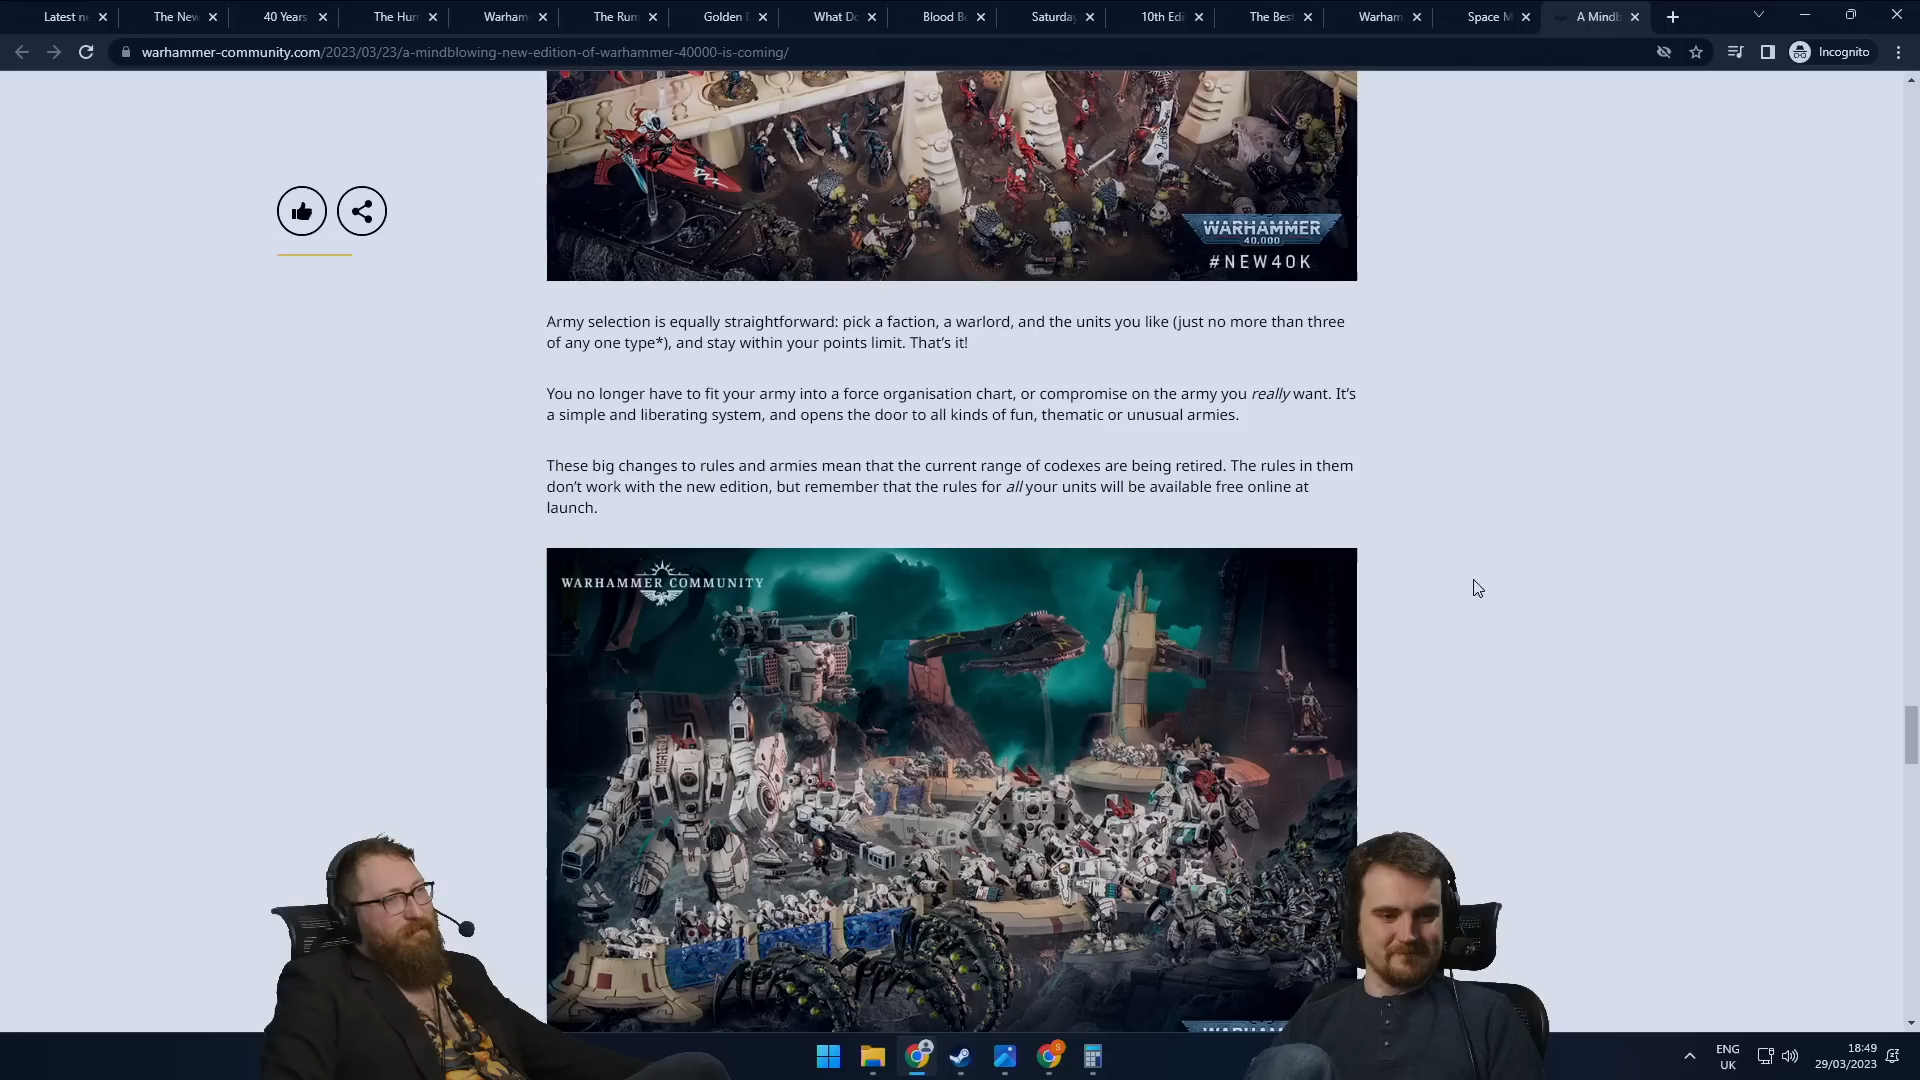 Latest n
The New
40 Years
The Hun
Warham
The Run
Golden
What De
Blood Bo
Saturday
10th Edi
The Best
Warham
Space M
A Mindb
warhammer-community.com/2023/03/23/a-mindblowing-new-edition-of-warhammer-40000-is-coming/
Incognito
WARHAMMER
40,000
#NEW40K
Army selection is equally straightforward: pick a faction, a warlord, and the units you like (just no more than three
of any one type*), and stay within your points limit. That’s it!
You no longer have to fit your army into a force organisation chart, or compromise on the army you really want. It’s
a simple and liberating system, and opens the door to all kinds of fun, thematic or unusual armies.
These big changes to rules and armies mean that the current range of codexes are being retired. The rules in them
don’t work with the new edition, but remember that the rules for all your units will be available free online at
launch.
WARHAMMER COMMUNITY
S
ENG
UK
18:49
29/03/2023